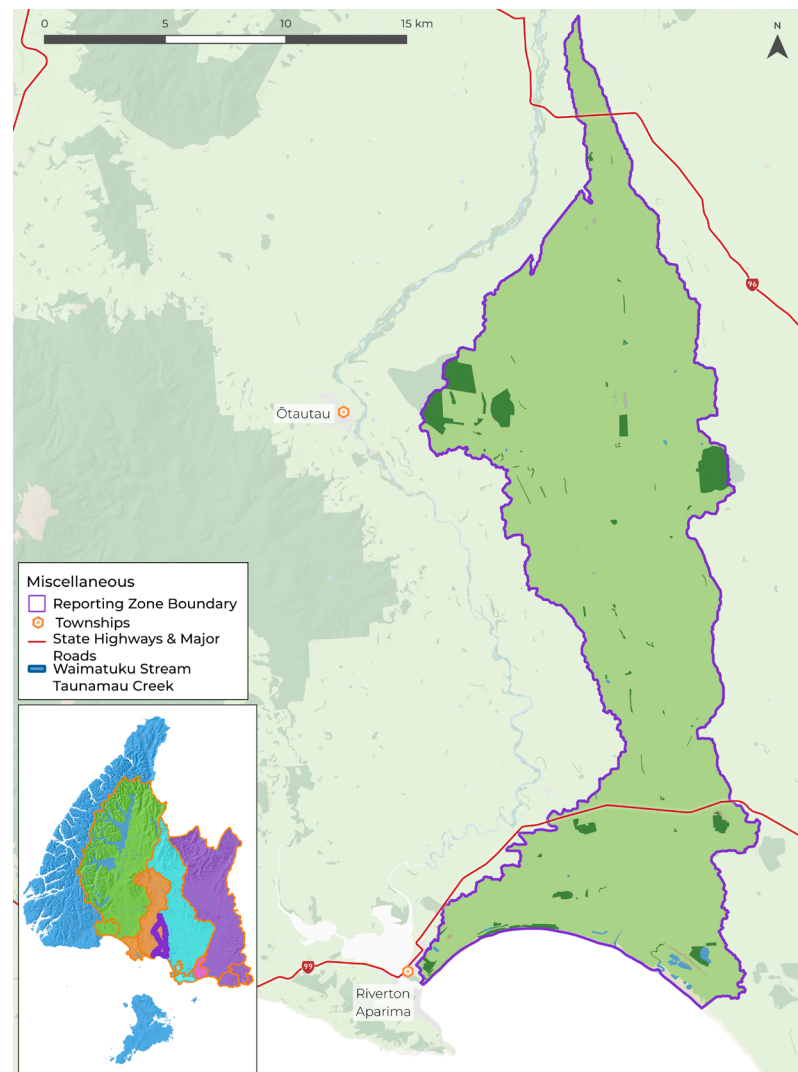 0 5 10 15 km
N
96
Ōtautau
Miscellaneous
Reporting Zone Boundary
Townships
State Highways & Major
Roads
Waimatuku Stream
Taunamau Creek
99
Riverton
Aparima